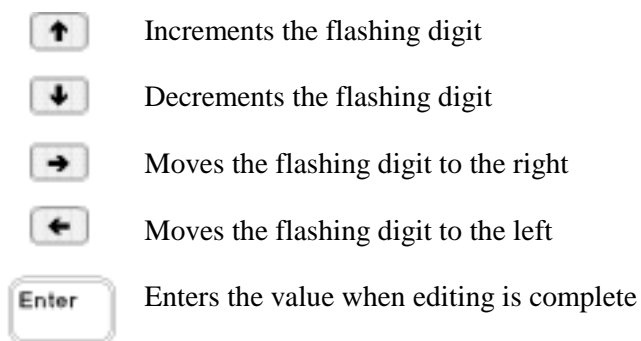 Increments the flashing digit
Decrements the flashing digit
Moves the flashing digit to the right
Moves the flashing digit to the left
Enter Enters the value when editing is complete